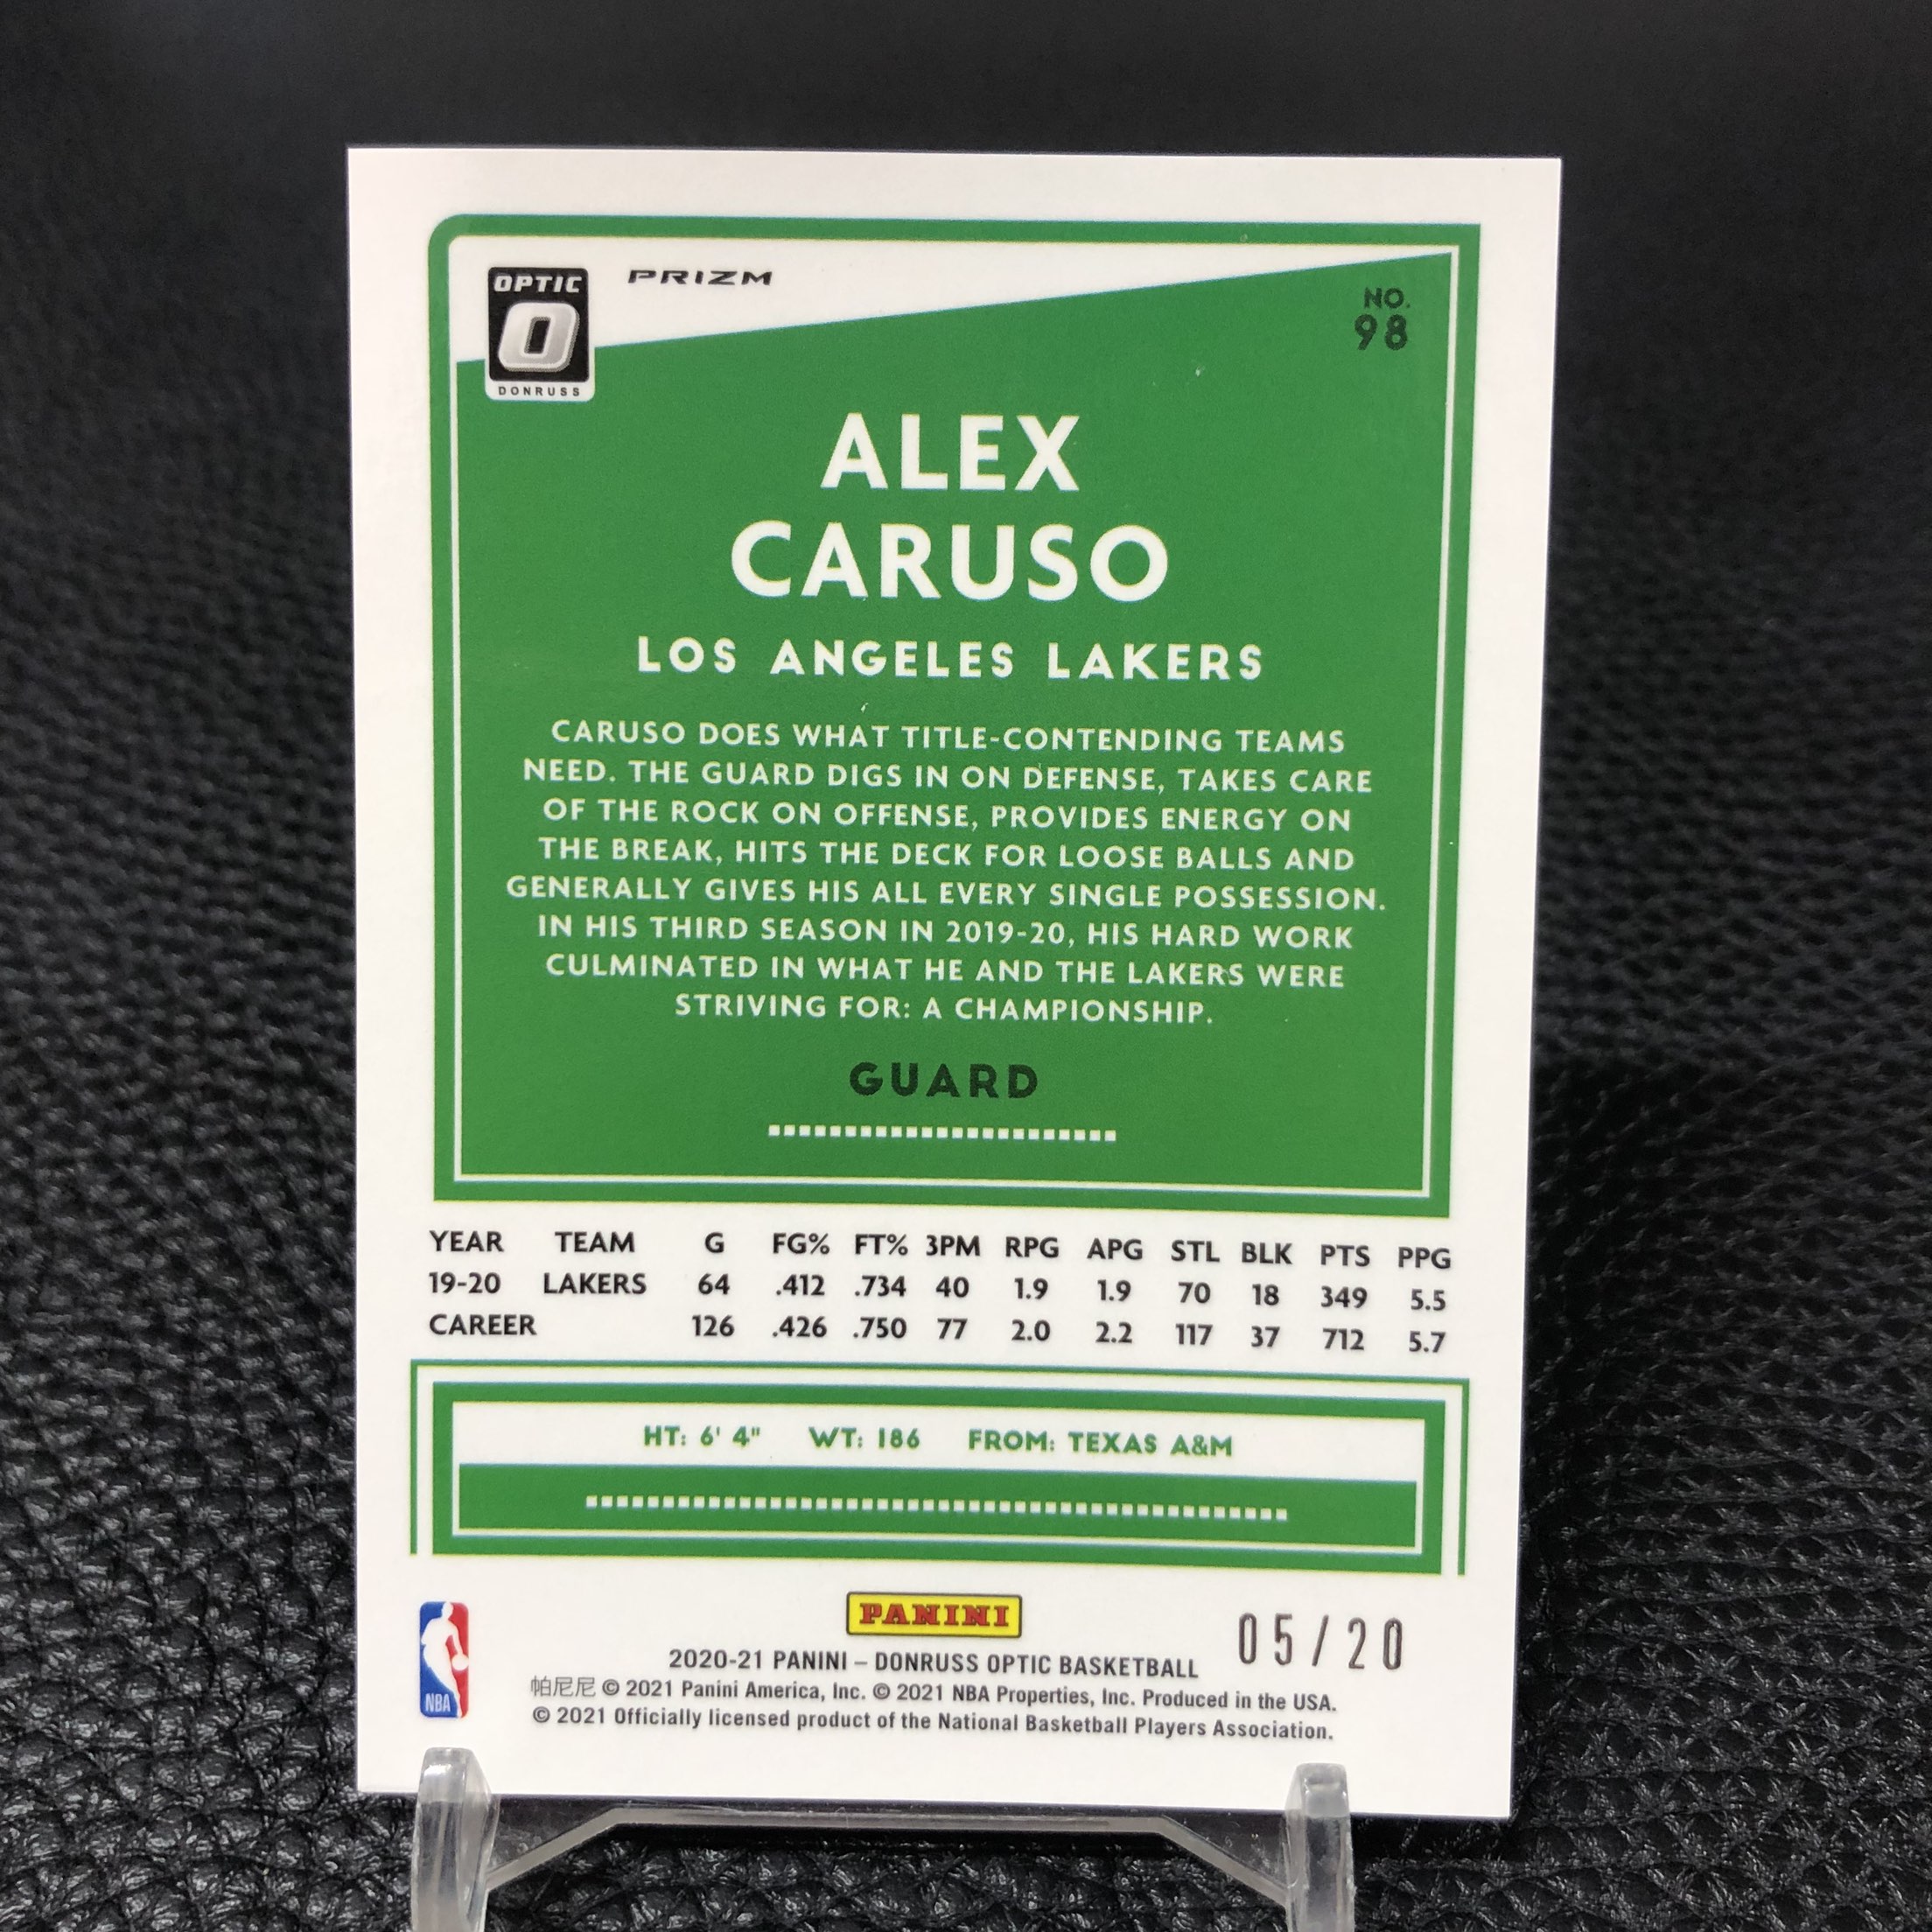 OPTIC
O
DONRUSS
PRIZM
NO.
98
ALEX
CARUSO
LOS ANGELES LAKERS
CARUSO DOES WHAT TITLE-CONTENDING TEAMS
NEED. THE GUARD DIGS IN ON DEFENSE, TAKES CARE
OF THE ROCK ON OFFENSE, PROVIDES ENERGY ON
THE BREAK, HITS THE DECK FOR LOOSE BALLS AND
GENERALLY GIVES HIS ALL EVERY SINGLE POSSESSION.
IN HIS THIRD SEASON IN 2019-20, HIS HARD WORK
CULMINATED IN WHAT HE AND THE LAKERS WERE
STRIVING FOR: A CHAMPIONSHIP.
GUARD
YEAR TEAM G FG% FT% 3PM RPG APG STL BLK PTS PPG
19-20 LAKERS 64 .412 .734 40 1.9 1.9 70 18 349 5.5
CAREER 126 .426 .750 77 2.0 2.2 117 37 712 5.7
HT: 6' 4" WT: 186 FROM: TEXAS A&M
PANINI
05/20
2020-21 PANINI – DONRUSS OPTIC BASKETBALL
帕尼尼 © 2021 Panini America, Inc. © 2021 NBA Properties, Inc. Produced in the USA.
© 2021 Officially licensed product of the National Basketball Players Association.
NBA